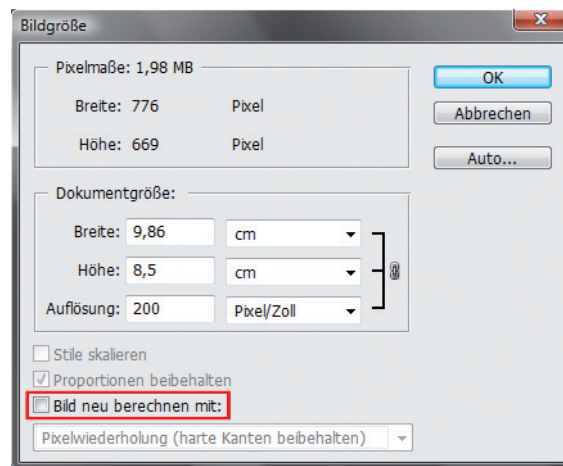 Bildgröße
Pixelmaße: 1,98 MB
Breite: 776 Pixel
Höhe: 669 Pixel
OK
Abbrechen
Auto...
Dokumentgröße:
Breite: 9,86 cm
Höhe: 8,5 cm
Auflösung: 200 Pixel/Zoll
Stile skalieren
Proportionen beibehalten
Bild neu berechnen mit:
Pixelwiederholung (harte Kanten beibehalten)